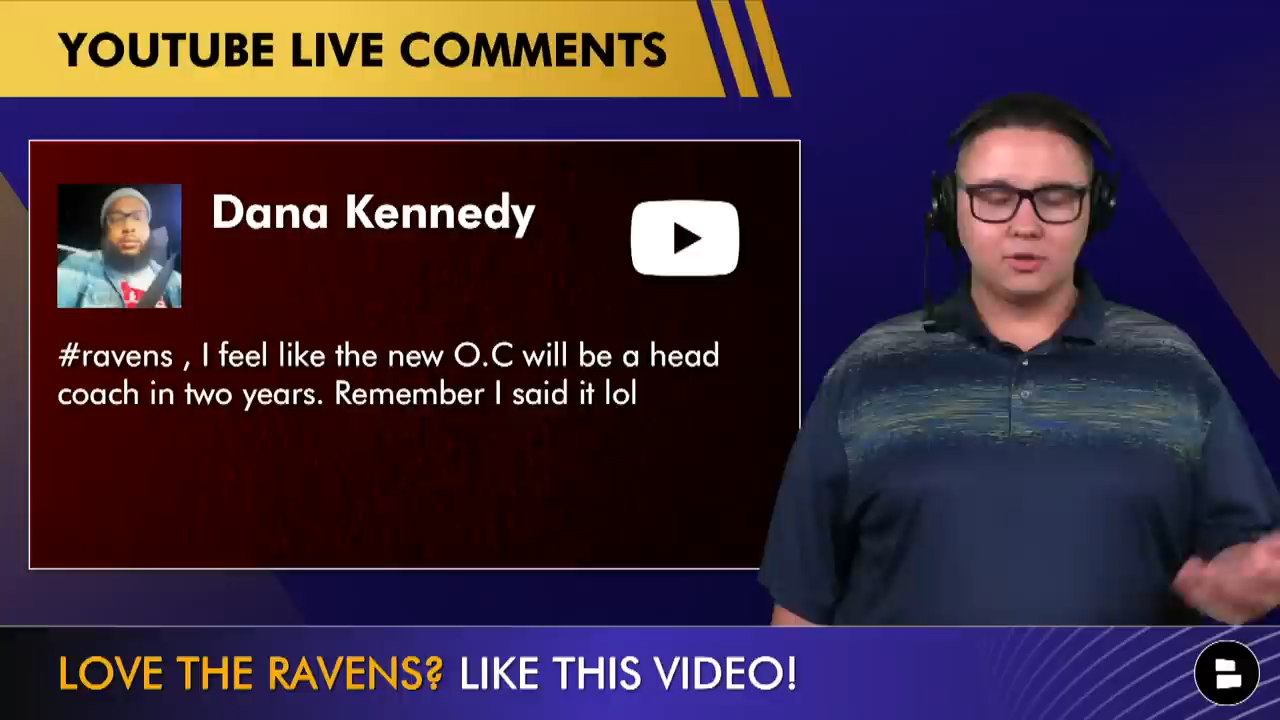 YOUTUBE LIVE COMMENTS
Dana Kennedy
#ravens , I feel like the new O.C will be a head
coach in two years. Remember I said it lol
LOVE THE RAVENS? LIKE THIS VIDEO!